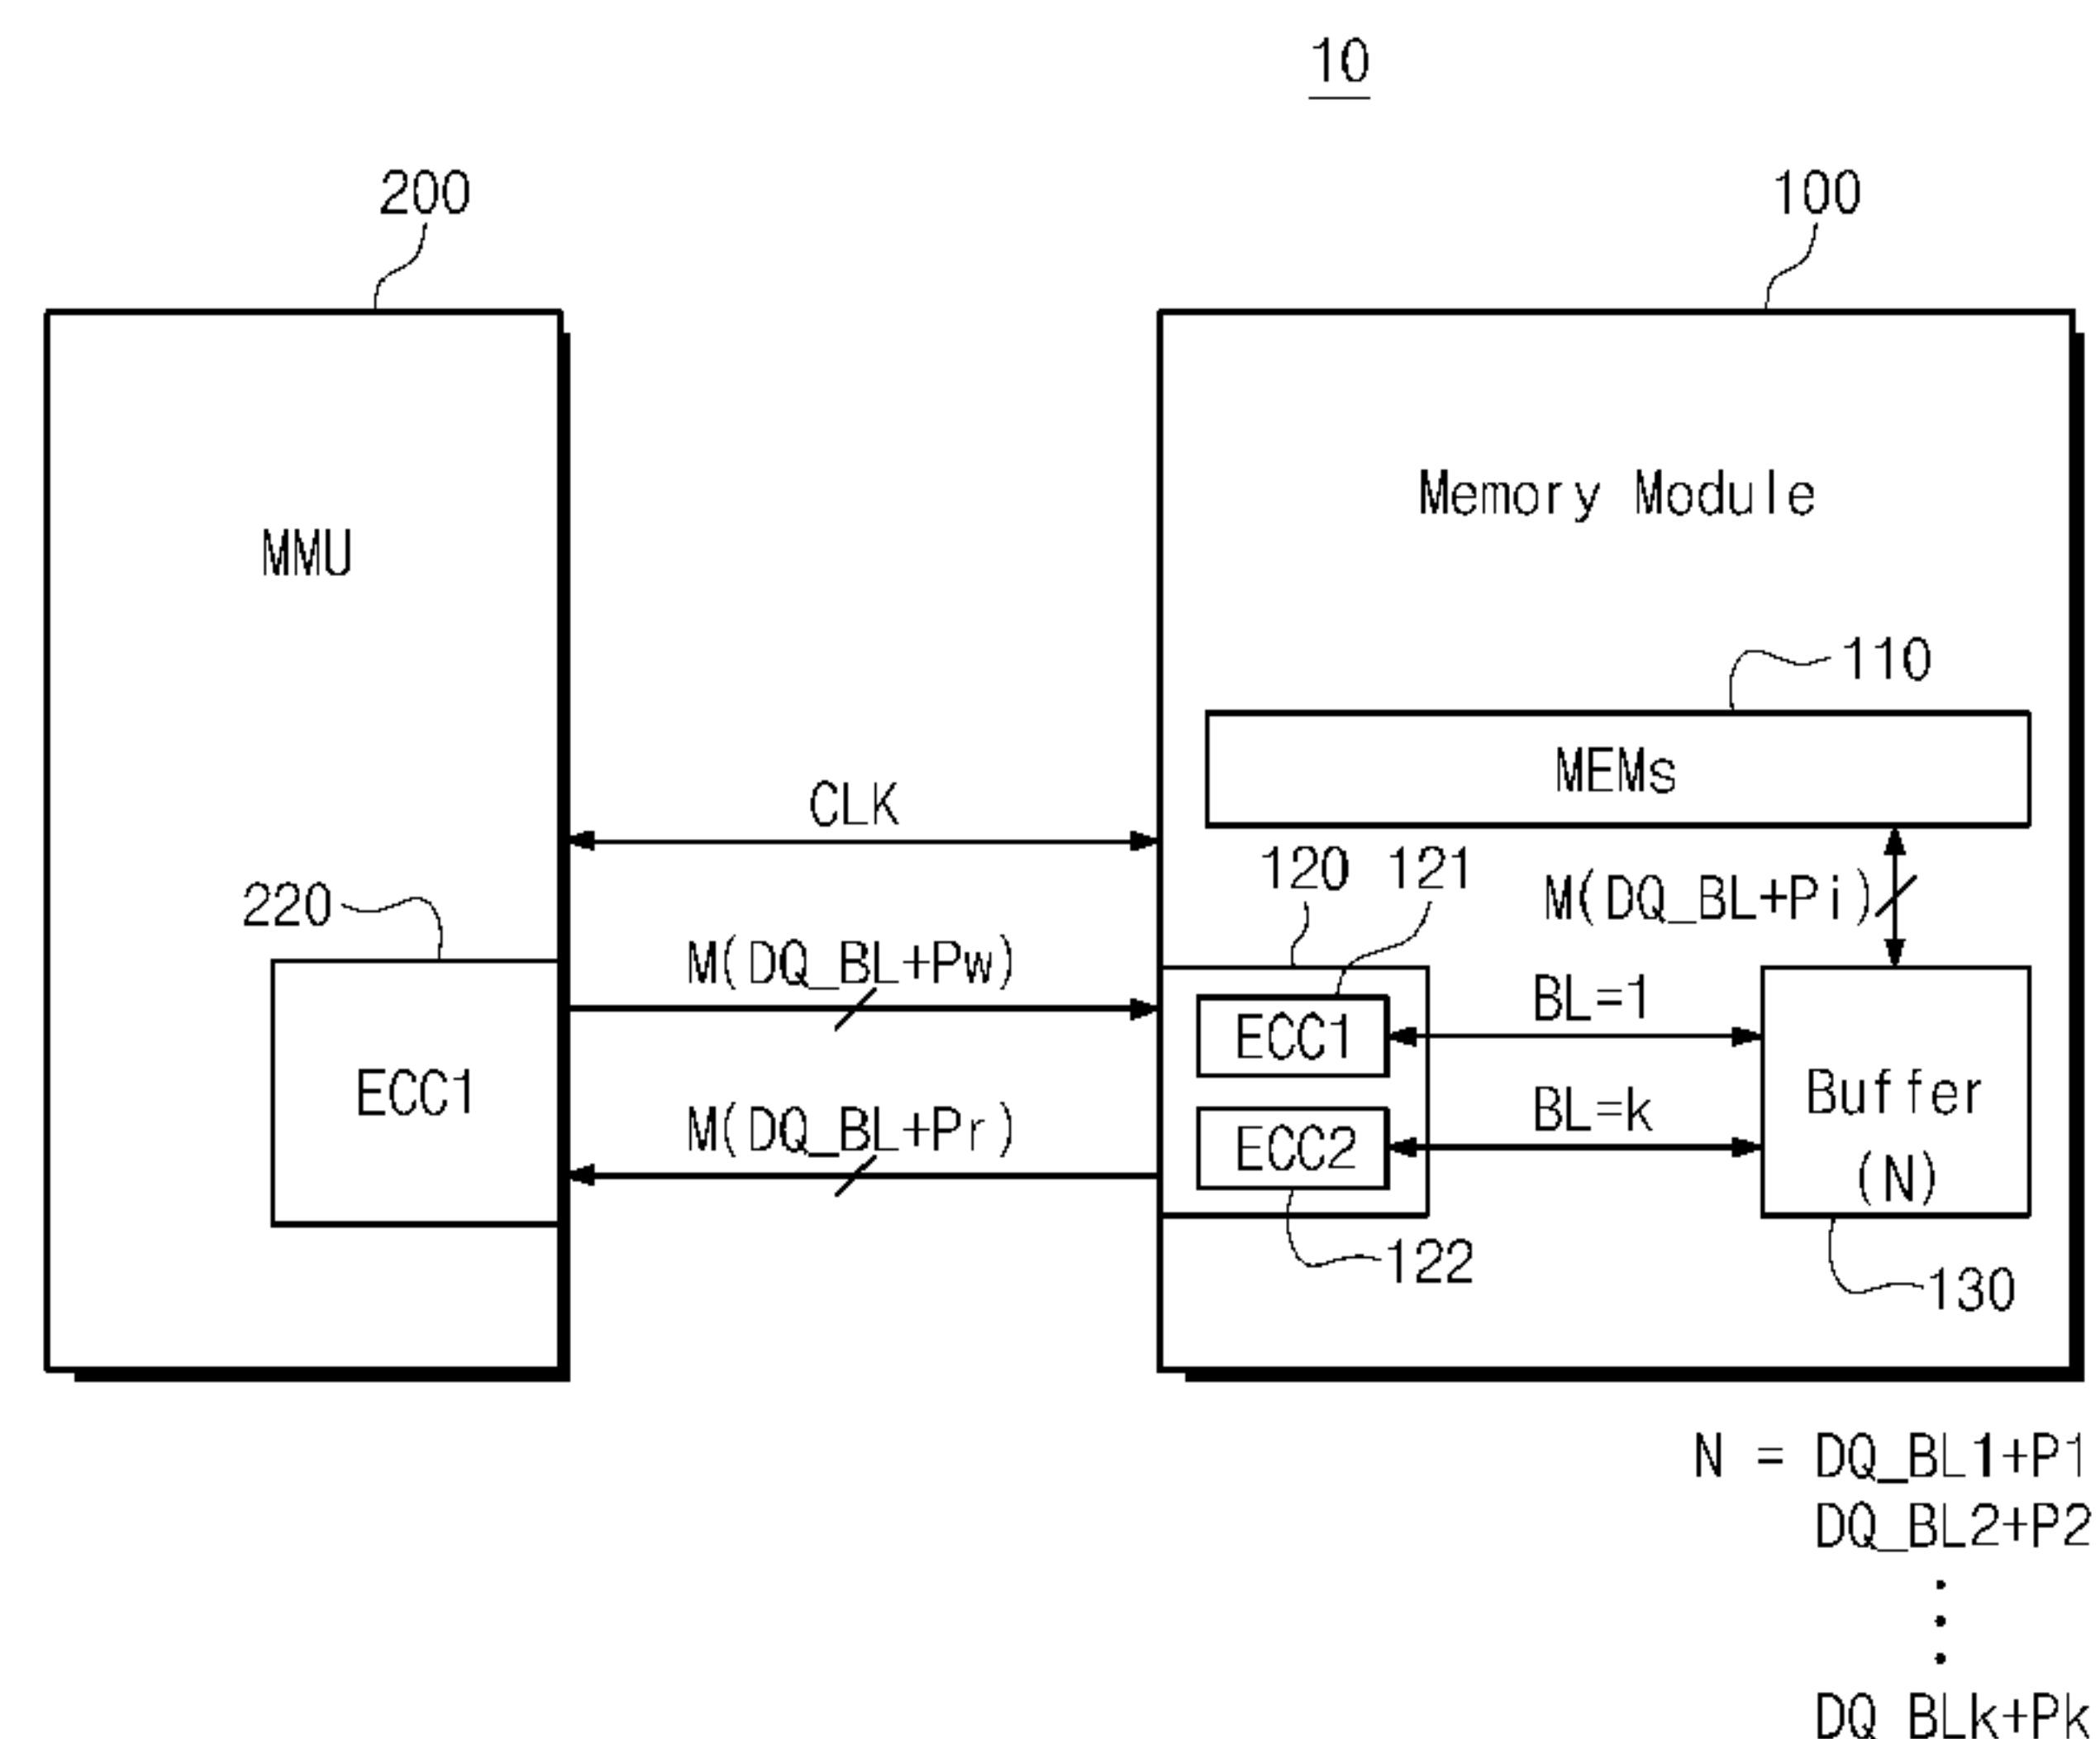 10
200
100
MMU
Memory Module
110
MEMs
CLK
120
121
M(DQ_BL+Pi)
220
M(DQ_BL+Pw)
BL=1
ECC1
ECC1
Buffer
(N)
M(DQ_BL+Pr)
BL=k
ECC2
122
130
N = DQ_BL1+P1
DQ_BL2+P2
DQ_BLk+Pk